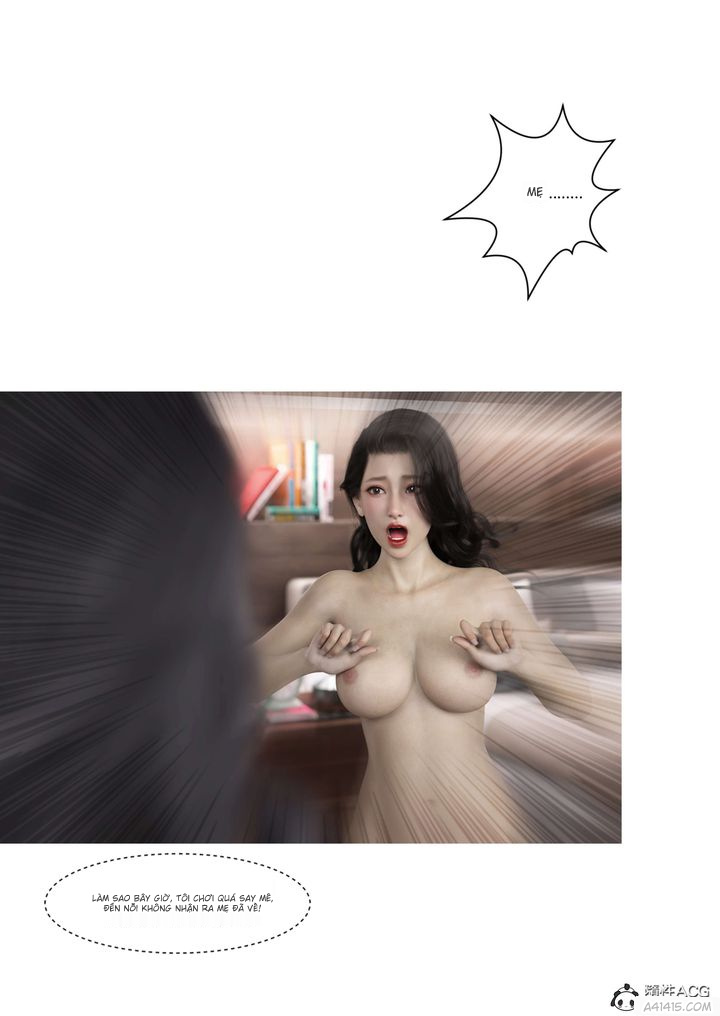 MẸ ........
LÀM SAO BÂY GIỜ, TÔI CHƠI QUÁ SAY MÊ,
ĐẾN NỖI KHÔNG NHẬN RA MẸ ĐÃ VỀ!
ACG
A41415.COM